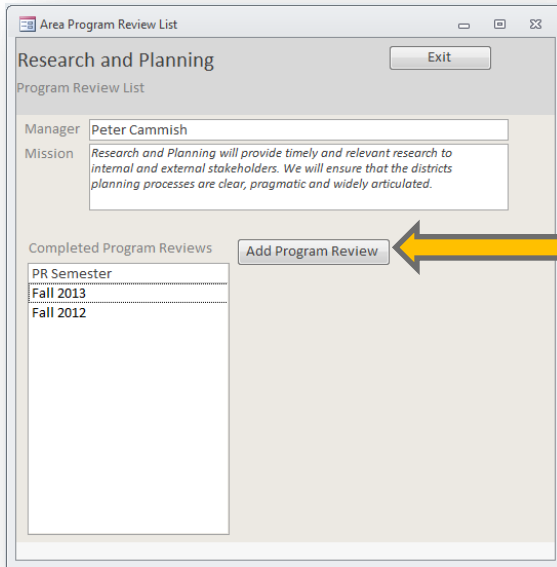 Area Program Review List
Research and Planning
Exit
Program Review List
Manager Peter Cammish
Mission Research and Planning will provide timely and relevant research to
internal and external stakeholders. We will ensure that the districts
planning processes are clear, pragmatic and widely articulated.
Completed Program Reviews
Add Program Review
PR Semester
Fall 2013
Fall 2012